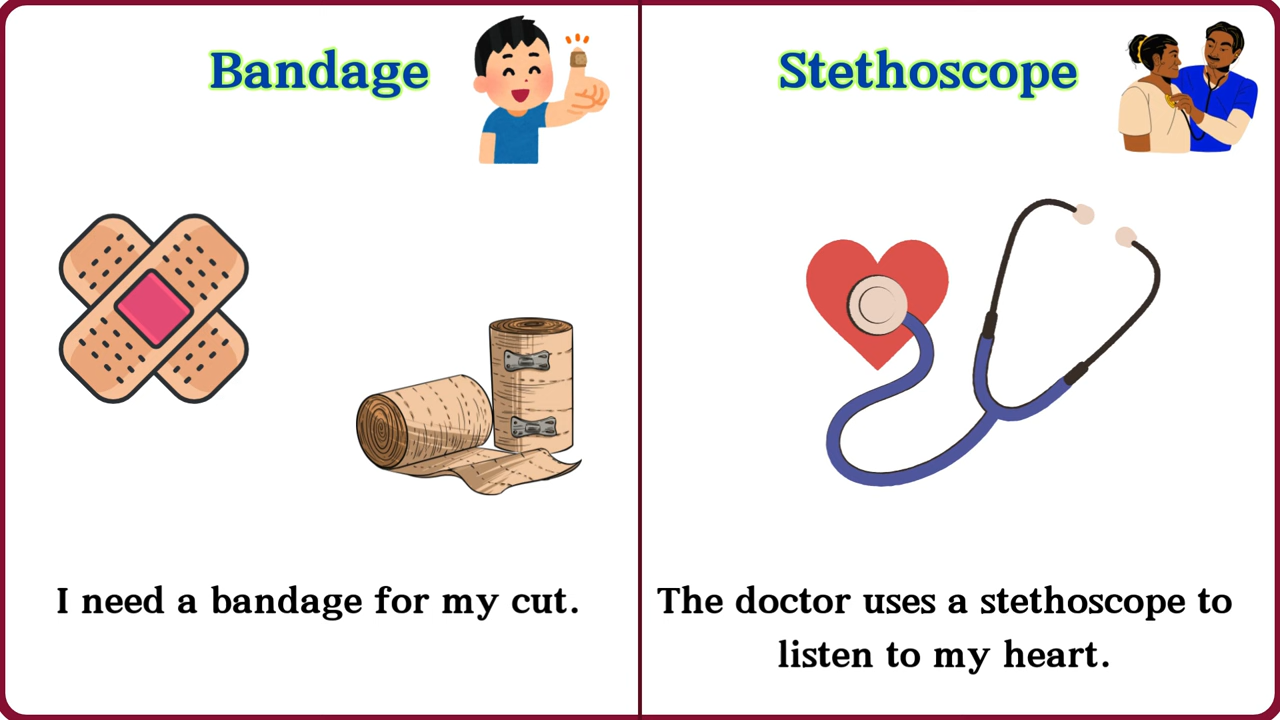 Bandage
I need a bandage for my cut.
Stethoscope
The doctor uses a stethoscope to
listen to my heart.